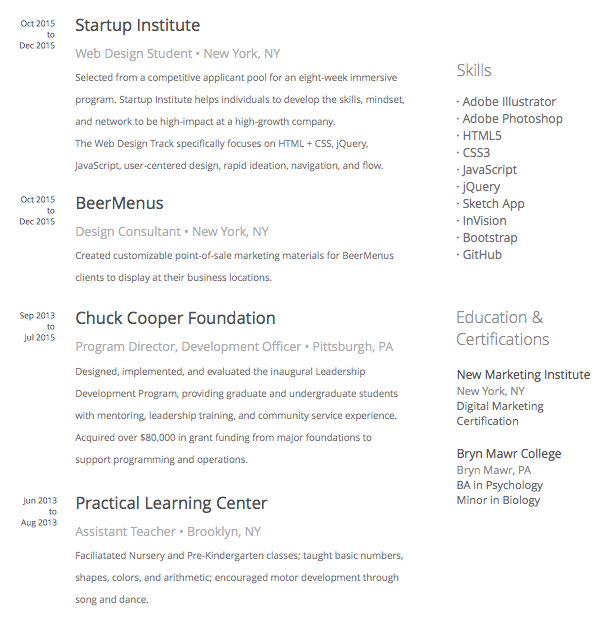 Oct 2015
to
Dec 2015
Startup Institute
Web Design Student • New York, NY
Selected from a competitive applicant pool for an eight-week immersive
program. Startup Institute helps individuals to develop the skills, mindset,
and network to be high-impact at a high-growth company.
The Web Design Track specifically focuses on HTML + CSS, jQuery,
JavaScript, user-centered design, rapid ideation, navigation, and flow.
Oct 2015
to
Dec 2015
BeerMenus
Design Consultant • New York, NY
Created customizable point-of-sale marketing materials for BeerMenus
clients to display at their business locations.
Sep 2013
to
Jul 2015
Chuck Cooper Foundation
Program Director, Development Officer • Pittsburgh, PA
Designed, implemented, and evaluated the inaugural Leadership
Development Program, providing graduate and undergraduate students
with mentoring, leadership training, and community service experience.
Acquired over $80,000 in grant funding from major foundations to
support programming and operations.
Jun 2013
to
Aug 2013
Practical Learning Center
Assistant Teacher • Brooklyn, NY
Faciliatated Nursery and Pre-Kindergarten classes; taught basic numbers,
shapes, colors, and arithmetic; encouraged motor development through
song and dance.
Skills
· Adobe Illustrator
· Adobe Photoshop
· HTML5
· CSS3
· JavaScript
· jQuery
· Sketch App
· InVision
· Bootstrap
· GitHub
Education &
Certifications
New Marketing Institute
New York, NY
Digital Marketing
Certification
Bryn Mawr College
Bryn Mawr, PA
BA in Psychology
Minor in Biology